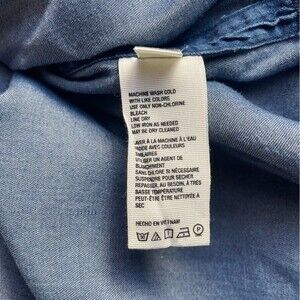 MACHINE WASH COLD
WITH LIKE COLORS
USE ONLY NON-CHLORINE
BLEACH
LINE DRY
LOW IRON AS NEEDED
MAY BE DRY CLEANED
LAVER À LA MACHINE À EAU
FROIDE AVEC COULEURS
SIMILAIRES
UTILISER UN AGENT DE
BLANCHIMENT
SANS CHLORE SI NÉCESSAIRE
SUSPENDRE POUR SÉCHER
REPASSER, AU BESOIN, À TRÈS
BASSE TEMPÉRATURE
PEUT-ÊTRE NETTOYÉE À
SEC
HECHO EN VIETNAM
P